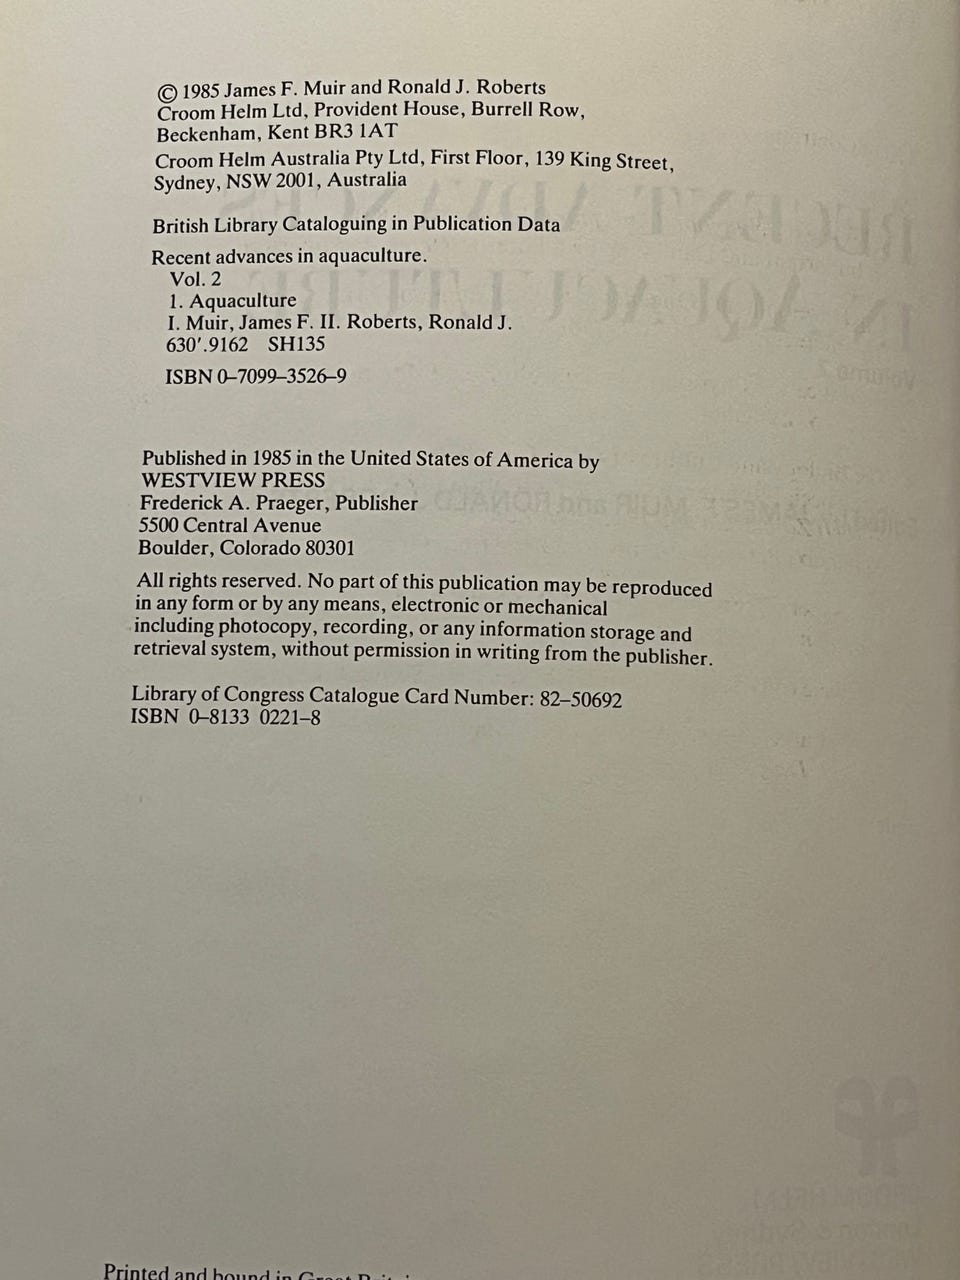 © 1985 James F. Muir and Ronald J. Roberts
Croom Helm Ltd, Provident House, Burrell Row,
Beckenham, Kent BR3 1AT
Croom Helm Australia Pty Ltd, First Floor, 139 King Street,
Sydney, NSW 2001, Australia
British Library Cataloguing in Publication Data
Recent advances in aquaculture.
Vol. 2
1. Aquaculture
I. Muir, James F. II. Roberts, Ronald J.
630'.9162 SH135
ISBN 0–7099–3526–9
Published in 1985 in the United States of America by
WESTVIEW PRESS
Frederick A. Praeger, Publisher
5500 Central Avenue
Boulder, Colorado 80301
All rights reserved. No part of this publication may be reproduced
in any form or by any means, electronic or mechanical
including photocopy, recording, or any information storage and
retrieval system, without permission in writing from the publisher.
Library of Congress Catalogue Card Number: 82–50692
ISBN 0–8133 0221–8
Printed and bound in Great